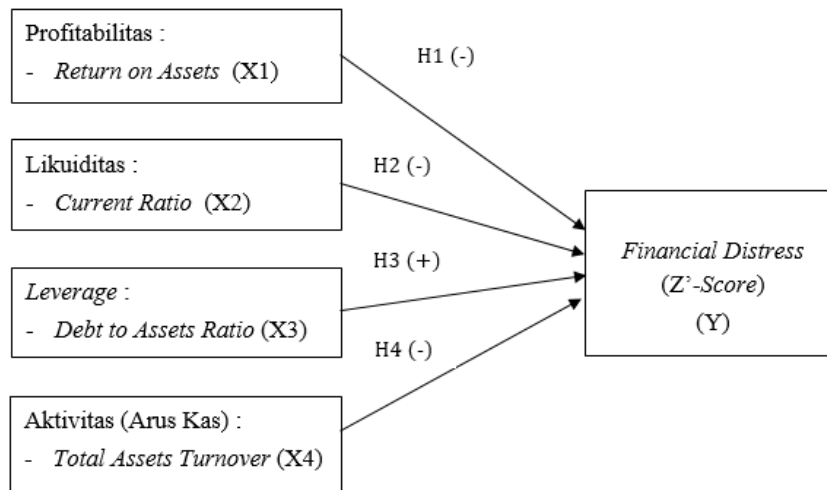 Profitabilitas :
- Return on Assets (X1)
H1 (-)
Likuiditas :
- Current Ratio (X2)
H2 (-)
Leverage :
- Debt to Assets Ratio (X3)
H3 (+)
Aktivitas (Arus Kas) :
- Total Assets Turnover (X4)
H4 (-)
Financial Distress
(Z’-Score)
(Y)